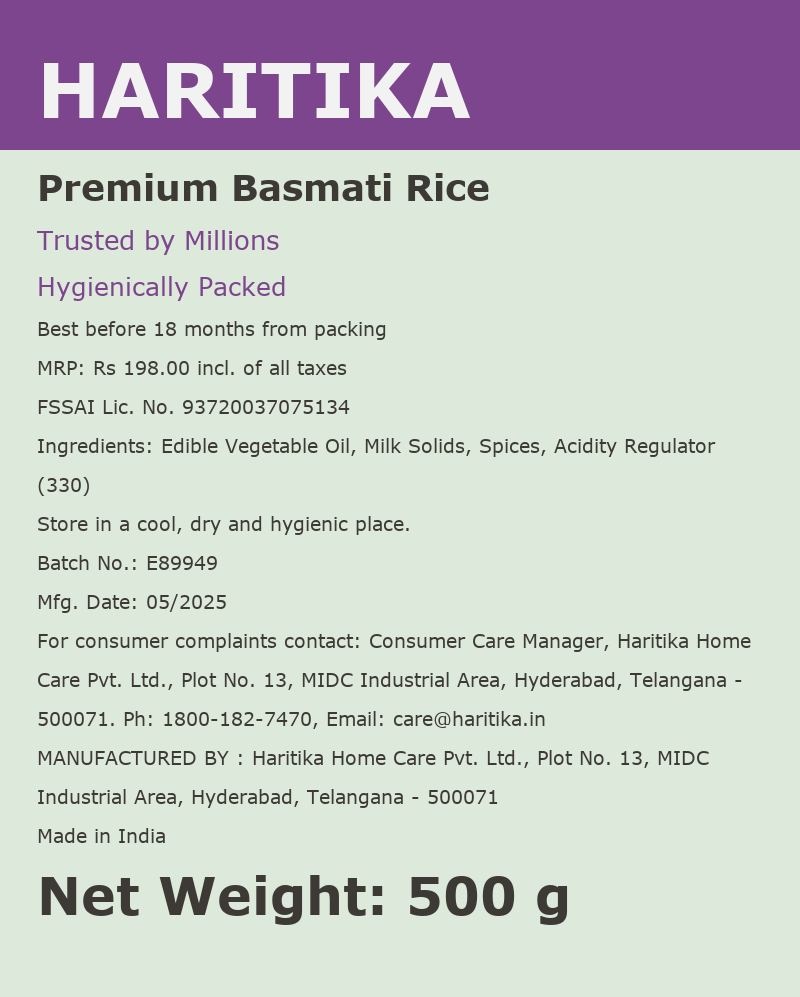 HARITIKA
Premium Basmati Rice
Trusted by Millions
Hygienically Packed
Best before 18 months from packing
MRP: Rs 198.00 incl. of all taxes
FSSAI Lic. No. 93720037075134
Ingredients: Edible Vegetable Oil, Milk Solids, Spices, Acidity Regulator
(330)
Store in a cool, dry and hygienic place.
Batch No.: E89949
Mfg. Date: 05/2025
For consumer complaints contact: Consumer Care Manager, Haritika Home
Care Pvt. Ltd., Plot No. 13, MIDC Industrial Area, Hyderabad, Telangana -
500071. Ph: 1800-182-7470, Email: care@haritika.in
MANUFACTURED BY : Haritika Home Care Pvt. Ltd., Plot No. 13, MIDC
Industrial Area, Hyderabad, Telangana - 500071
Made in India
Net Weight: 500 g